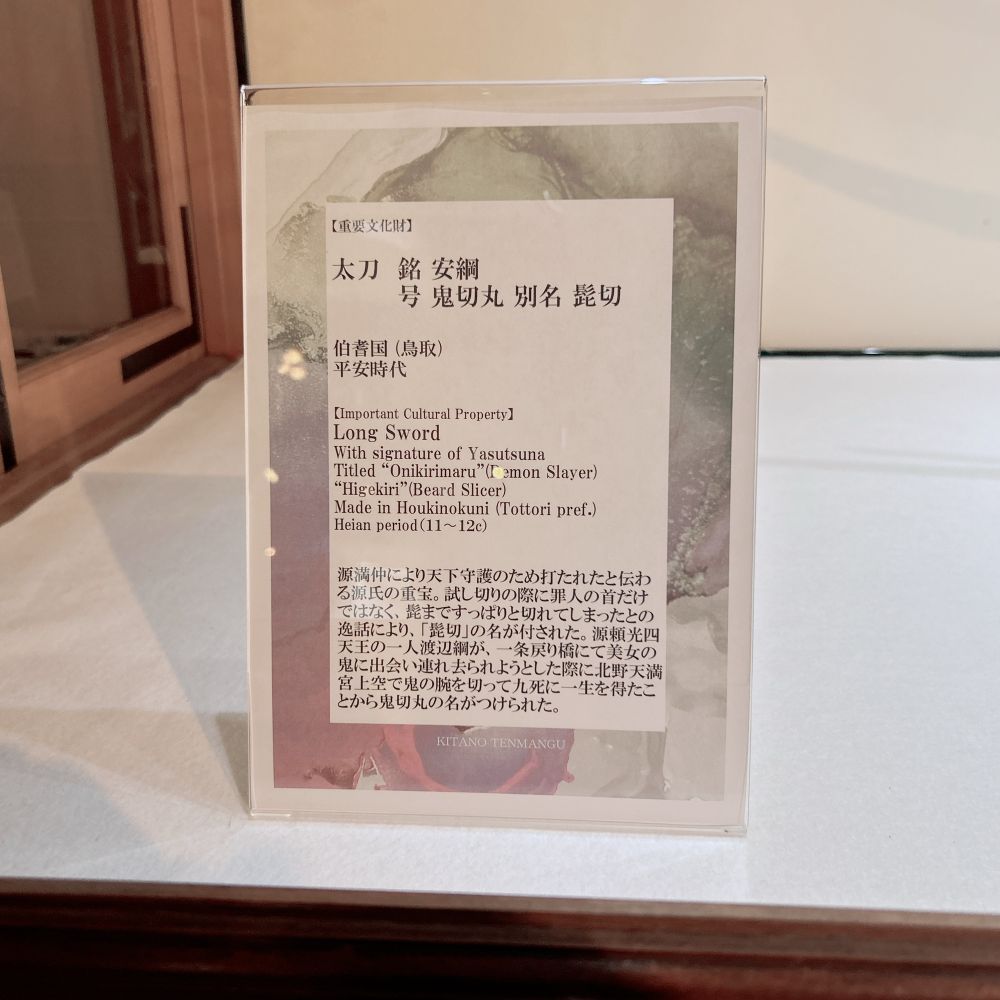 【重要文化財】
太刀 銘 安綱
号 鬼切丸 別名 髭切
伯耆国（鳥取）
平安時代
【Important Cultural Property】
Long Sword
With signature of Yasutsuna
Titled “Onikirimaru”(Demon Slayer)
“Higekiri”(Beard Slicer)
Made in Houkinokuni (Tottori pref.)
Heian period(11～12c)
源満仲により天下守護のため打たれたと伝わ
る源氏の重宝。試し切りの際に罪人の首だけ
ではなく、髭まですっぱりと切れてしまったとの
逸話により、「髭切」の名が付された。源頼光四
天王の一人渡辺綱が、一条戻り橋にて美女の
鬼に出会い連れ去られようとした際に北野天満
宮上空で鬼の腕を切って九死に一生を得たこ
とから鬼切丸の名がつけられた。
KITANO TENMANGU